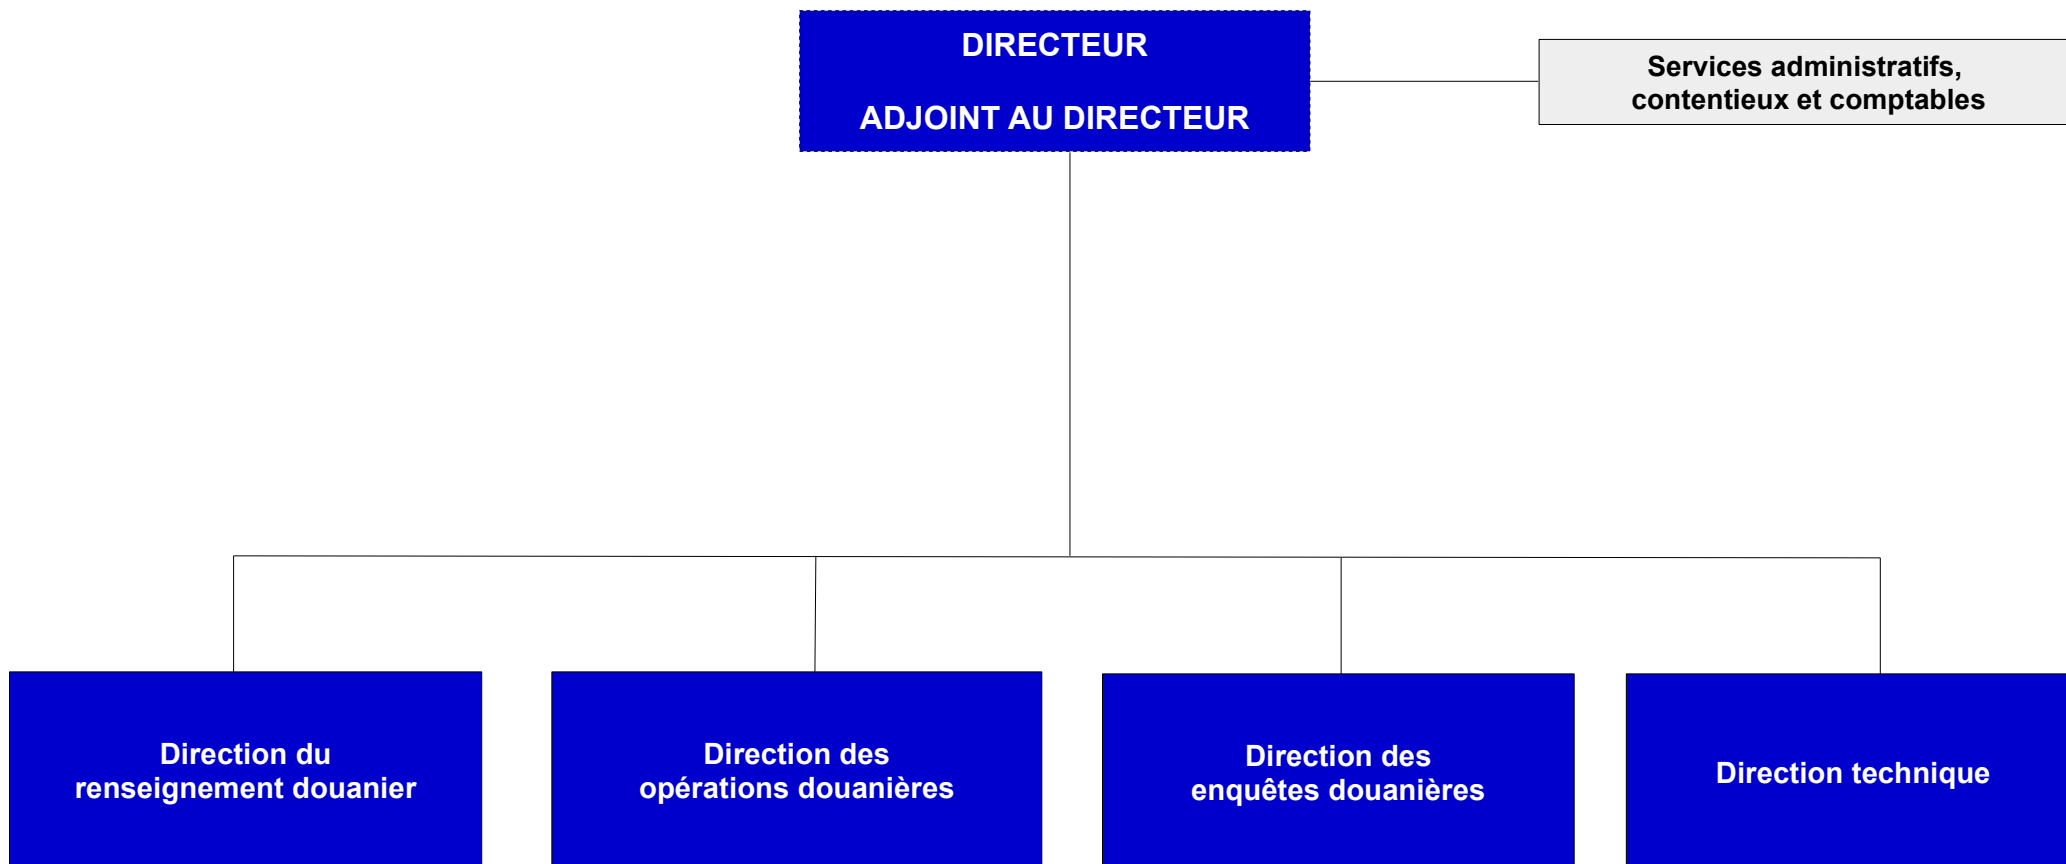 DIRECTEUR
ADJOINT AU DIRECTEUR
Services administratifs,
contentieux et comptables
Direction du
renseignement douanier
Direction des
opérations douanières
Direction des
enquêtes douanières
Direction technique